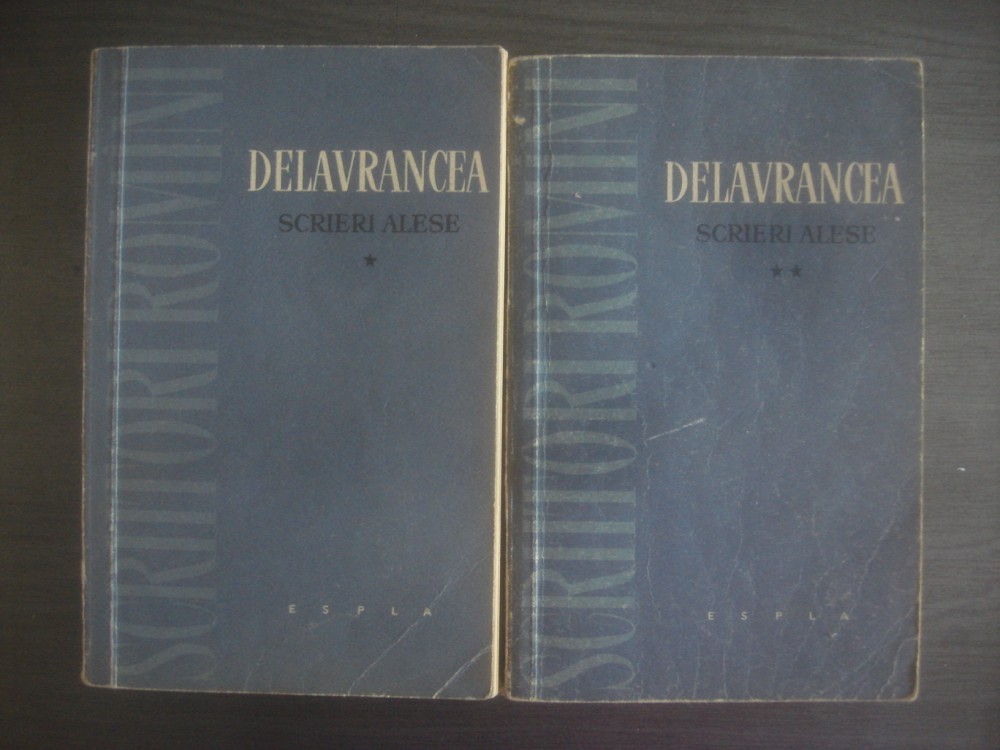 SCRIITORI ROMÎNI
DELAVRANCEA
SCRIERI ALESE
★
ESPLA
SCRIITORI ROMÎNI
DELAVRANCEA
SCRIERI ALESE
★★
ESPLA